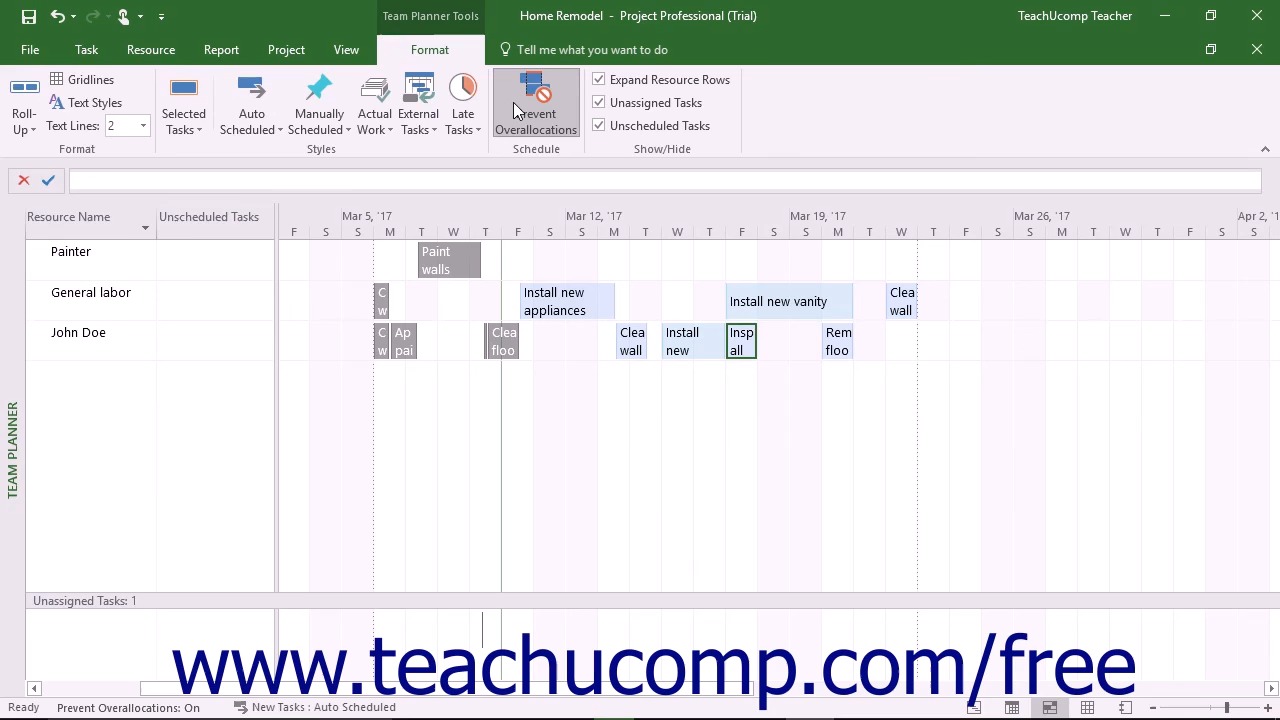 Team Planner Tools
Home Remodel - Project Professional (Trial)
TeachUcomp Teacher
File
Task
Resource
Report
Project
View
Format
Tell me what you want to do
Roll-
Up
Gridlines
Text Styles
Text Lines: 2
Format
Selected
Tasks
Auto
Scheduled
Manually
Scheduled
Actual
Work
External
Tasks
Late
Tasks
Styles
Prevent
Overallocations
Schedule
Expand Resource Rows
Unassigned Tasks
Unscheduled Tasks
Show/Hide
Resource Name
Unscheduled Tasks
Mar 5, '17
Mar 12, '17
Mar 19, '17
Mar 26, '17
Apr 2, '1
F S S M T W T F S S M T W T F S S M T W T F S S M T W T F S S
Painter
Paint
walls
General labor
C
w
Install new
appliances
Install new vanity
Clea
wall
John Doe
C
w
Ap
pai
Clea
floo
Clea
wall
Install
new
Insp
all
Rem
floo
TEAM PLANNER
Unassigned Tasks: 1
www.teachucomp.com/free
Ready
Prevent Overallocations: On
New Tasks : Auto Scheduled